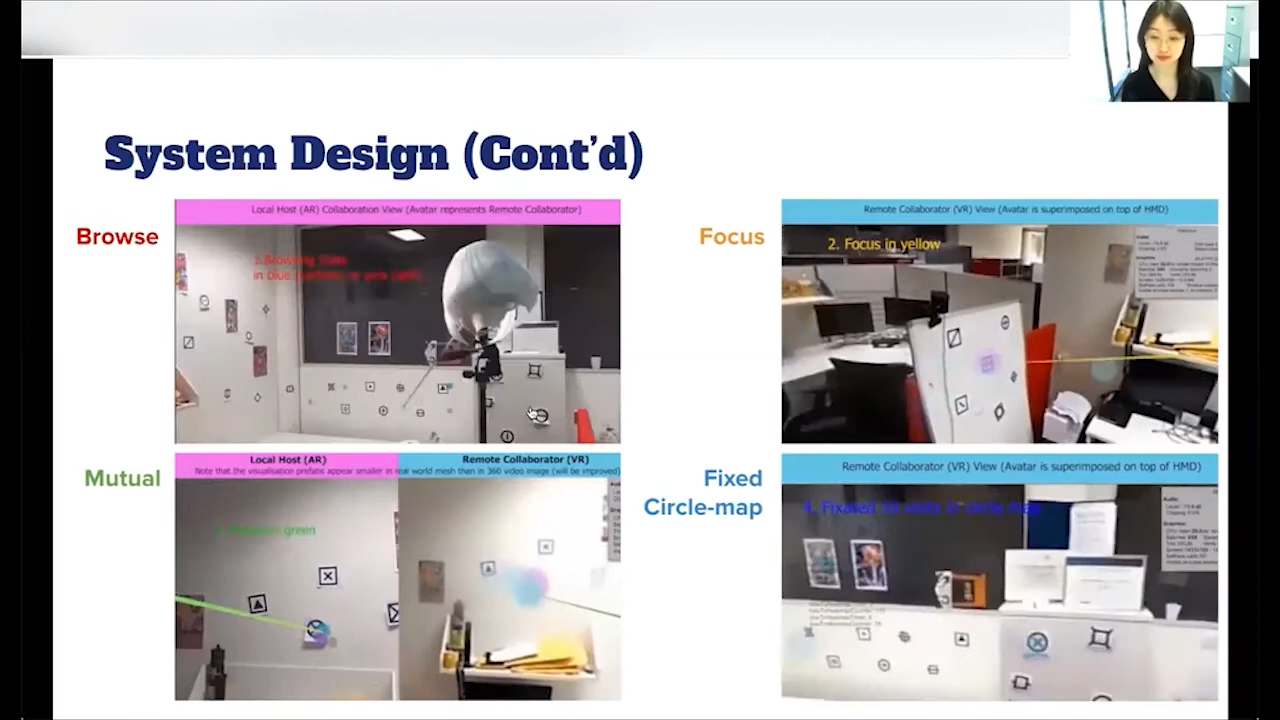 System Design (Cont’d)
Browse
Local Host (AR) Collaboration View (Avatar represents Remote Collaborator)
Focus
Remote Collaborator (VR) View (Avatar is superimposed on top of HMD)
2. Focus in yellow
Mutual
Local Host (AR)
Remote Collaborator (VR)
Note that the visualisation prefabs appear smaller in real world mesh than in 360 video image (will be improved)
green
Fixed
Circle-map
Remote Collaborator (VR) View (Avatar is superimposed on top of HMD)